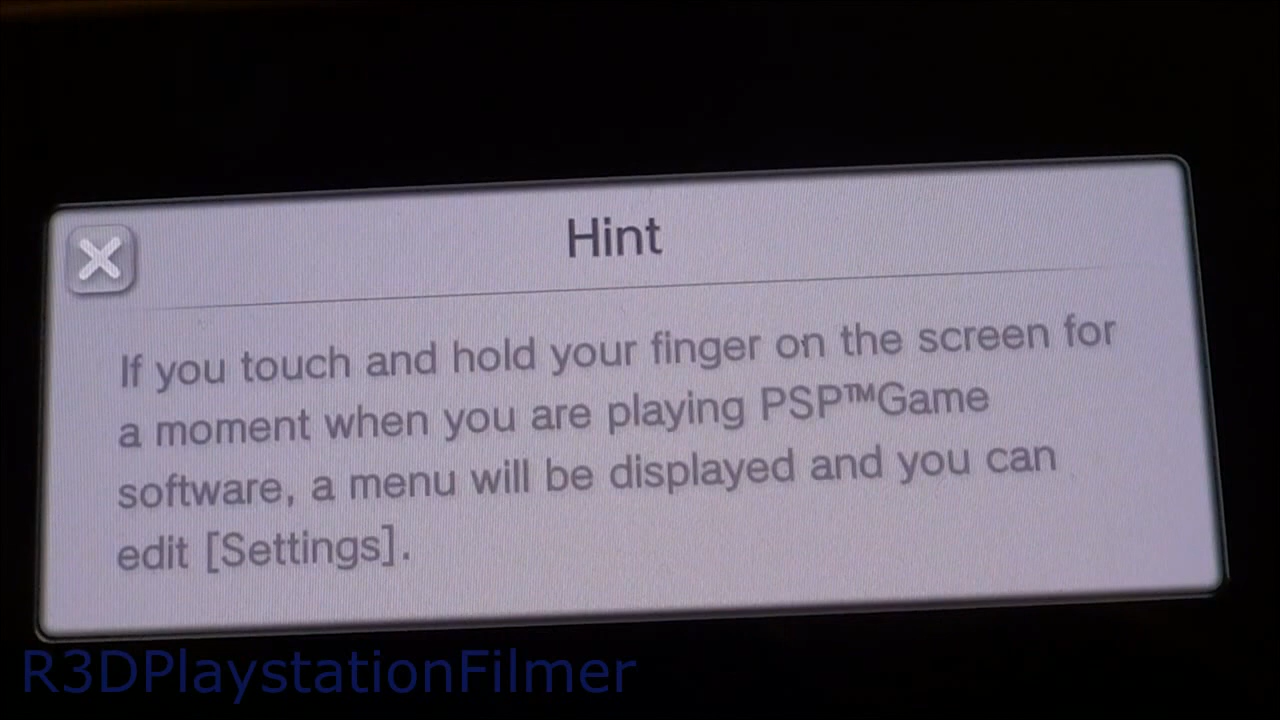 Hint
If you touch and hold your finger on the screen for
a moment when you are playing PSP™Game
software, a menu will be displayed and you can
edit [Settings].
R3DPlaystationFilmer